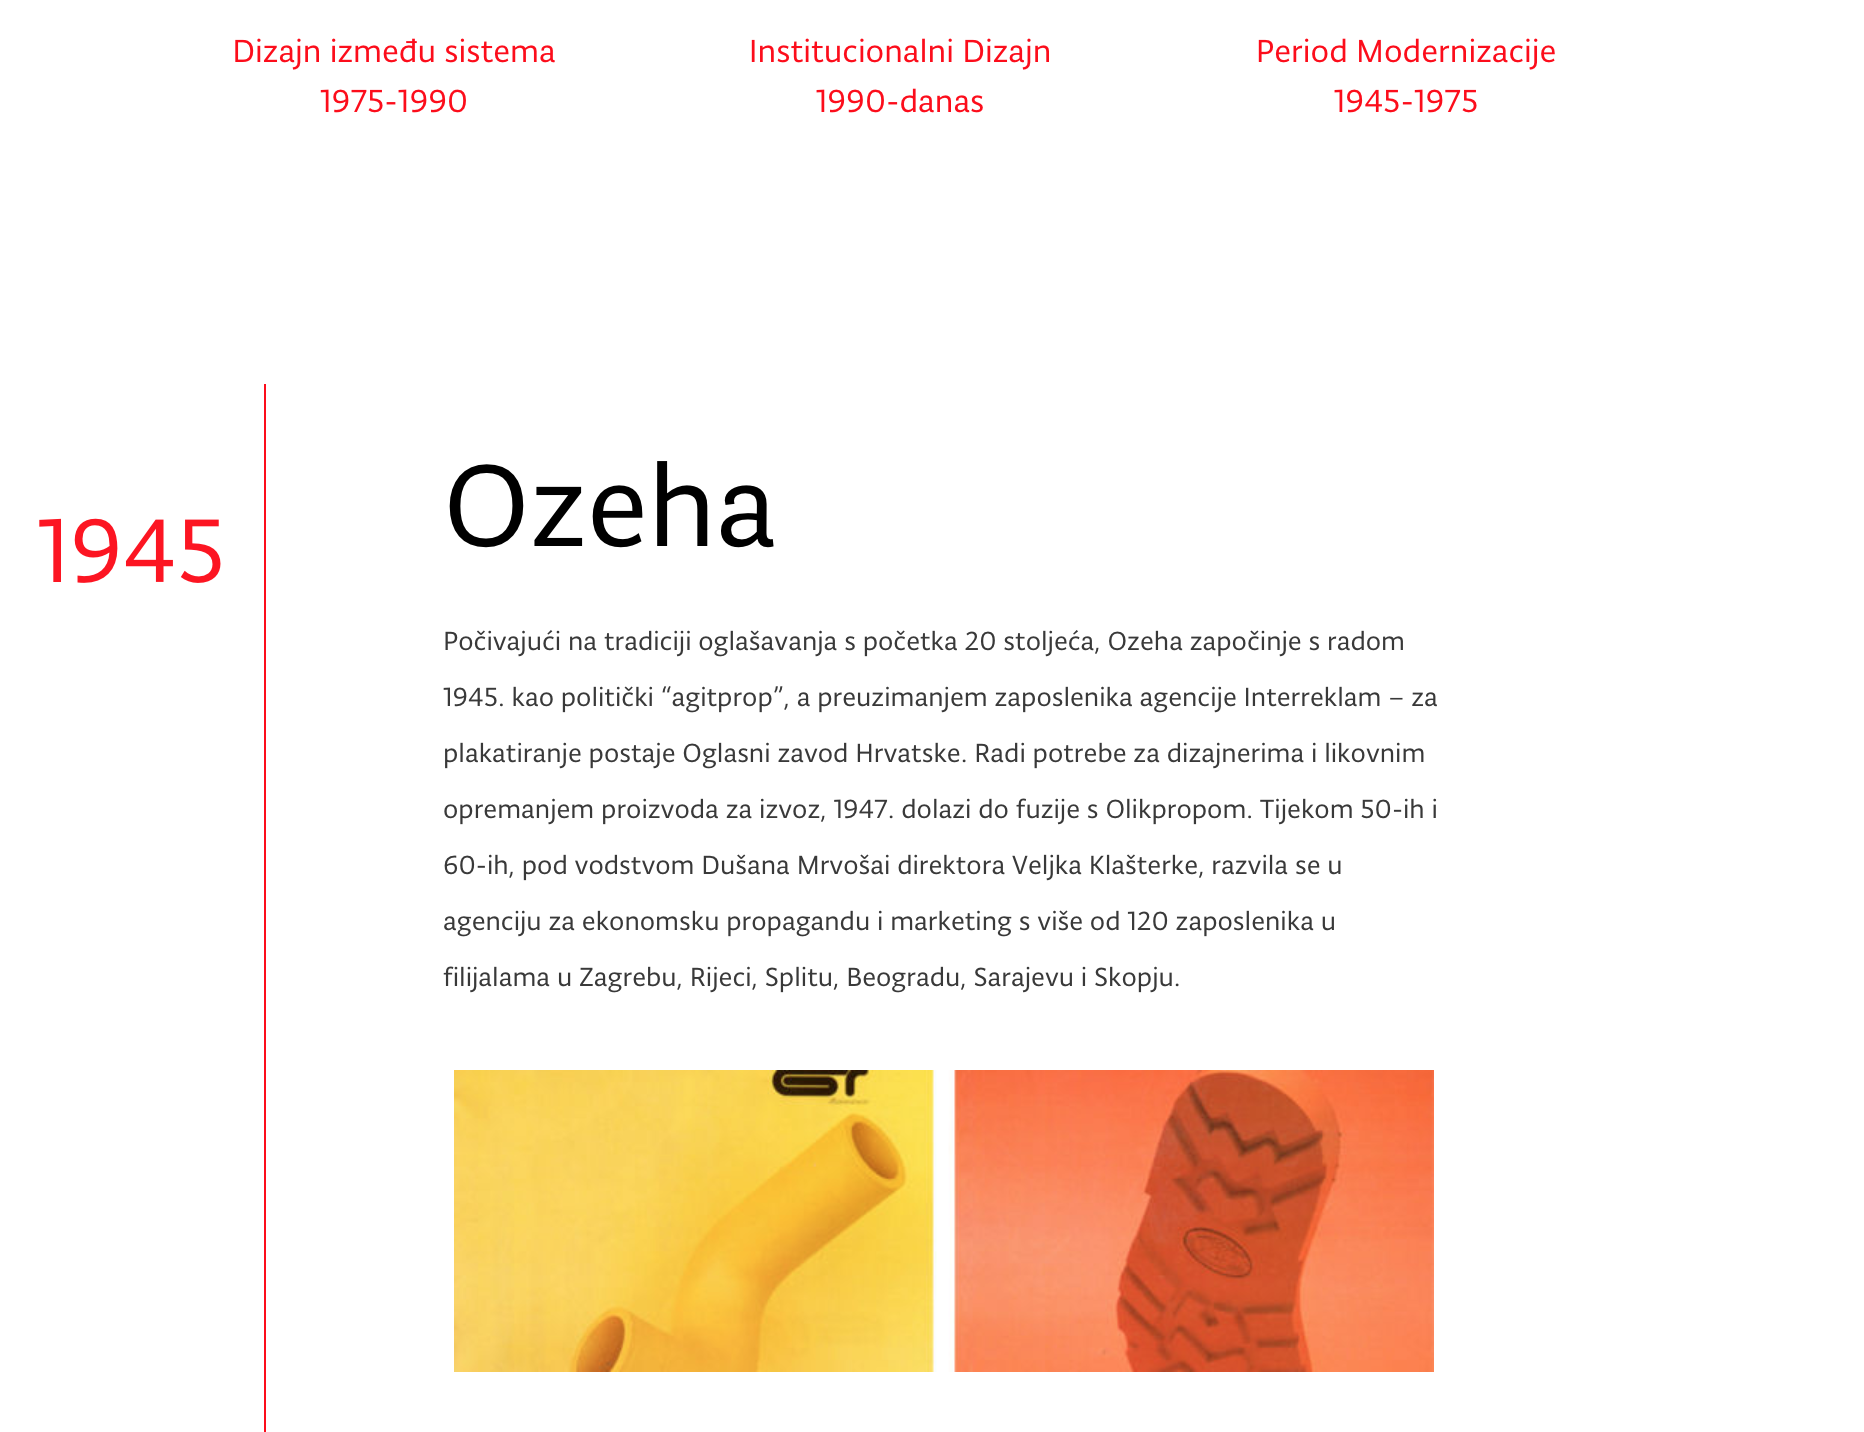 Dizajn između sistema
1975-1990
Institucionalni Dizajn
1990-danas
Period Modernizacije
1945-1975
1945
Ozeha
Počivajući na tradiciji oglašavanja s početka 20 stoljeća, Ozeha započinje s radom
1945. kao politički “agitprop”, a preuzimanjem zaposlenika agencije Interreklam – za
plakatiranje postaje Oglasni zavod Hrvatske. Radi potrebe za dizajnerima i likovnim
opremanjem proizvoda za izvoz, 1947. dolazi do fuzije s Olikpropom. Tijekom 50-ih i
60-ih, pod vodstvom Dušana Mrvošai direktora Veljka Klašterke, razvila se u
agenciju za ekonomsku propagandu i marketing s više od 120 zaposlenika u
filijalama u Zagrebu, Rijeci, Splitu, Beogradu, Sarajevu i Skopju.